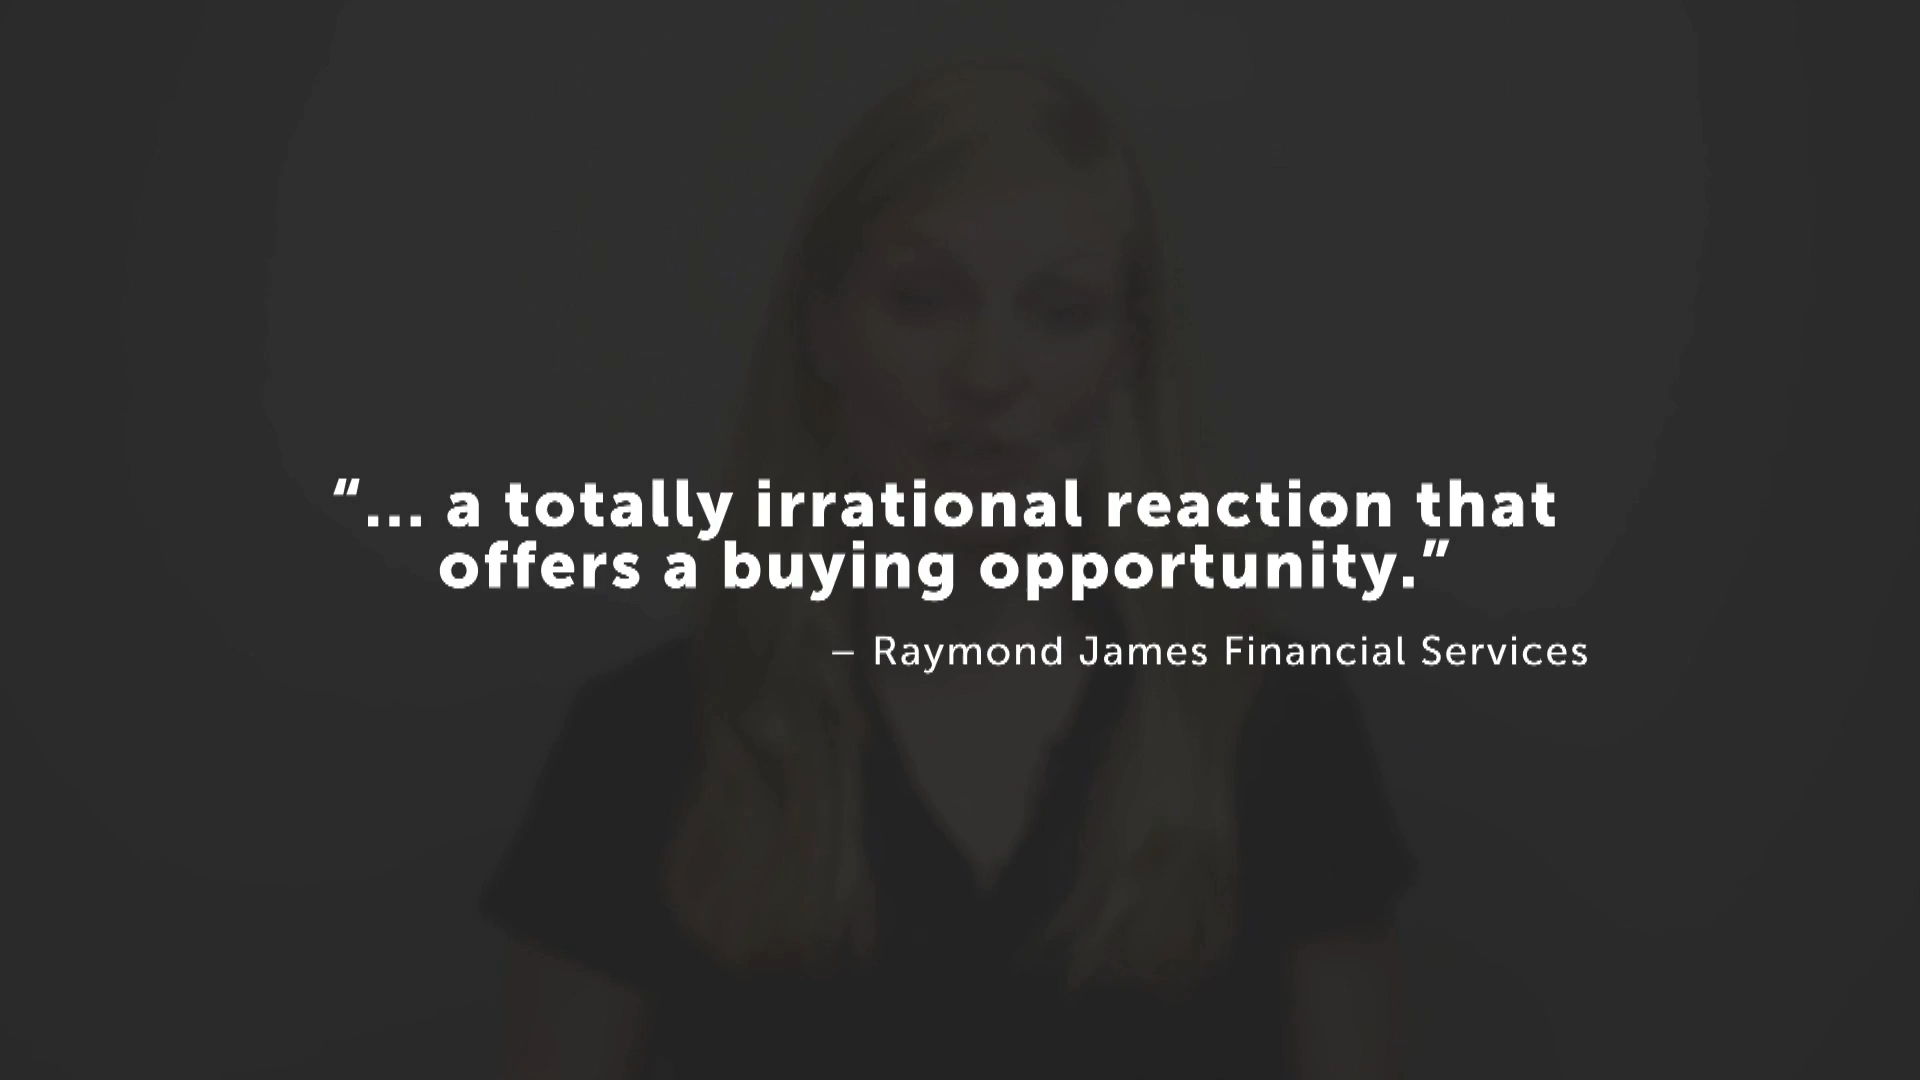 “... a totally irrational reaction that
offers a buying opportunity.”
– Raymond James Financial Services